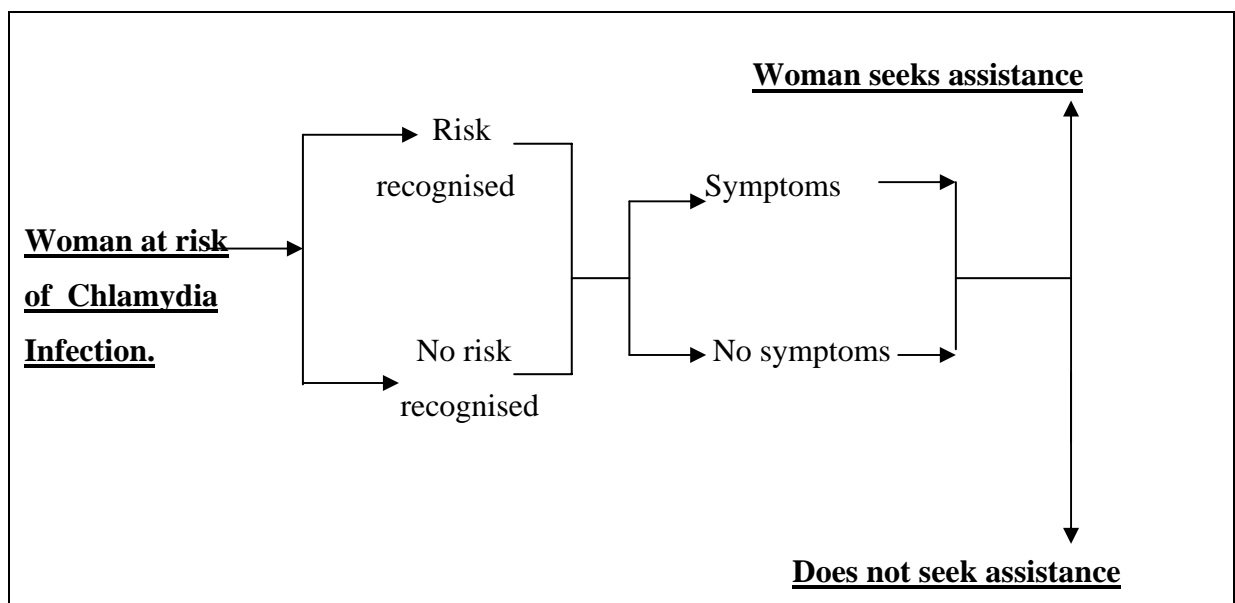 Woman seeks assistance
Risk
recognised
Symptoms
Woman at risk
of Chlamydia
Infection.
No risk
recognised
No symptoms
Does not seek assistance